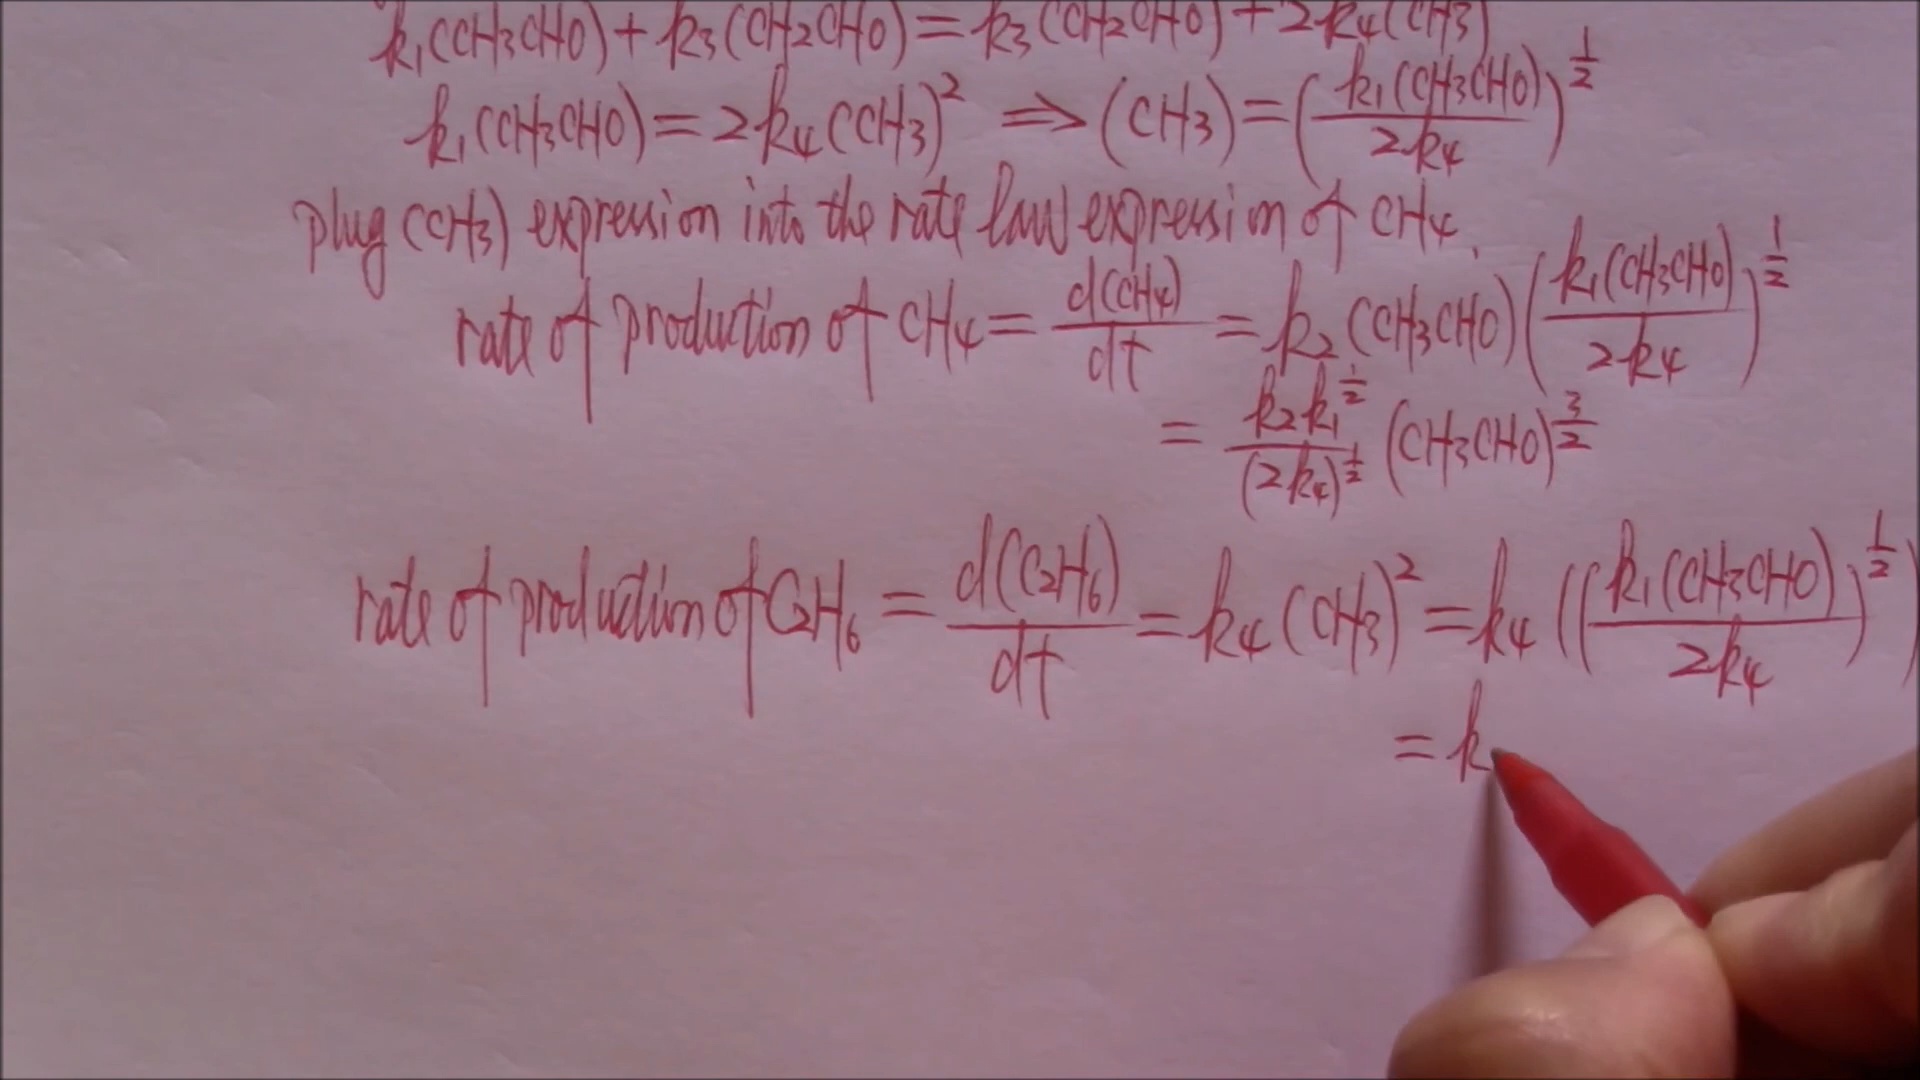 k₁(CH₃CHO) + k₃(CH₂CHO) = k₃(CH₂CHO) + 2k₄(CH₃)
k₁(CH₃CHO) = 2k₄(CH₃)² ⇒ (CH₃) = (k₁(CH₃CHO)/2k₄)^½
plug (CH₃) expression into the rate law expression of CH₄.
rate of production of CH₄ = d(CH₄)/dt = k₂(CH₃CHO)(k₁(CH₃CHO)/2k₄)^½
= k₂k₁^½/(2k₄)^½ (CH₃CHO)^3/2
rate of production of C₂H₆ = d(C₂H₆)/dt = k₄(CH₃)² = k₄((k₁(CH₃CHO)/2k₄)^½)
= k